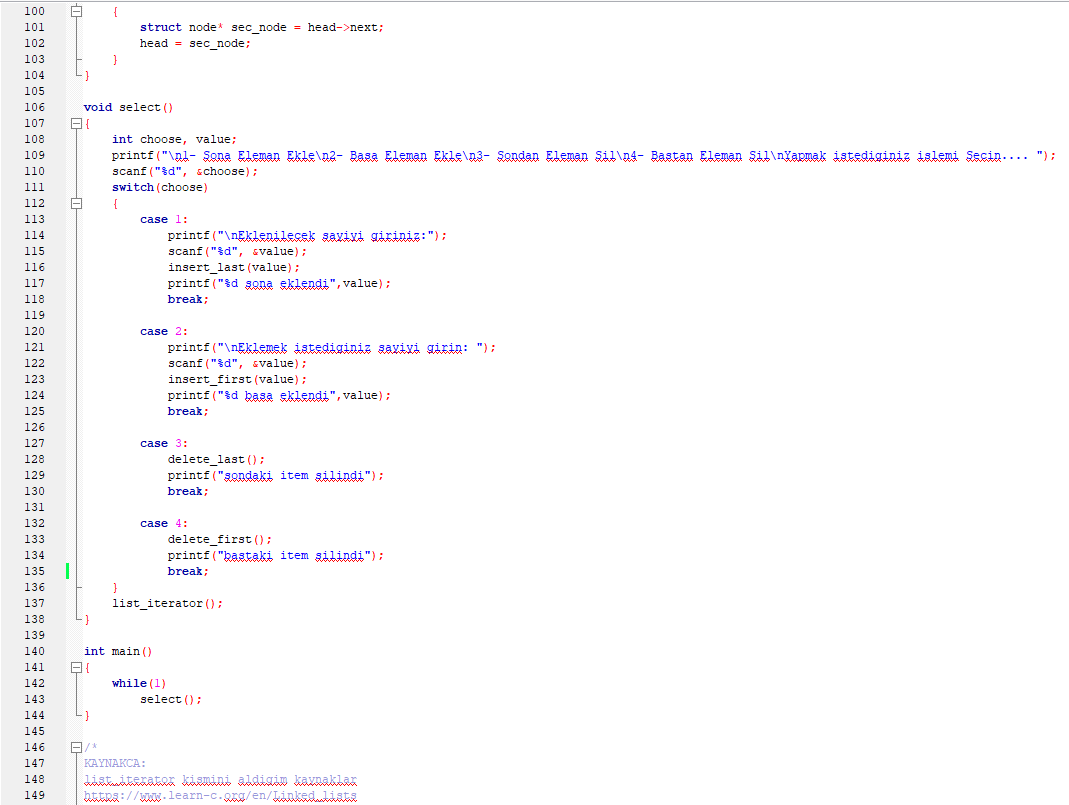 100 {
101 struct node* sec_node = head->next;
102 head = sec_node;
103 }
104 }
105
106 void select()
107 {
108 int choose, value;
109 printf("\n1- Sona Eleman Ekle\n2- Basa Eleman Ekle\n3- Sondan Eleman Sil\n4- Bastan Eleman Sil\nYapmak istediginiz islemi Secin.... ");
110 scanf("%d", &choose);
111 switch(choose)
112 {
113 case 1:
114 printf("\nEklenilecek sayiyi giriniz:");
115 scanf("%d", &value);
116 insert_last(value);
117 printf("%d sona eklendi",value);
118 break;
119
120 case 2:
121 printf("\nEklemek istediginiz sayiyi girin: ");
122 scanf("%d", &value);
123 insert_first(value);
124 printf("%d basa eklendi",value);
125 break;
126
127 case 3:
128 delete_last();
129 printf("sondaki item silindi");
130 break;
131
132 case 4:
133 delete_first();
134 printf("bastaki item silindi");
135 break;
136 }
137 list_iterator();
138 }
139
140 int main()
141 {
142 while(1)
143 select();
144 }
145
146 /*
147 KAYNAKCA:
148 list_iterator kismini aldigim kaynaklar
149 https://www.learn-c.org/en/Linked_lists